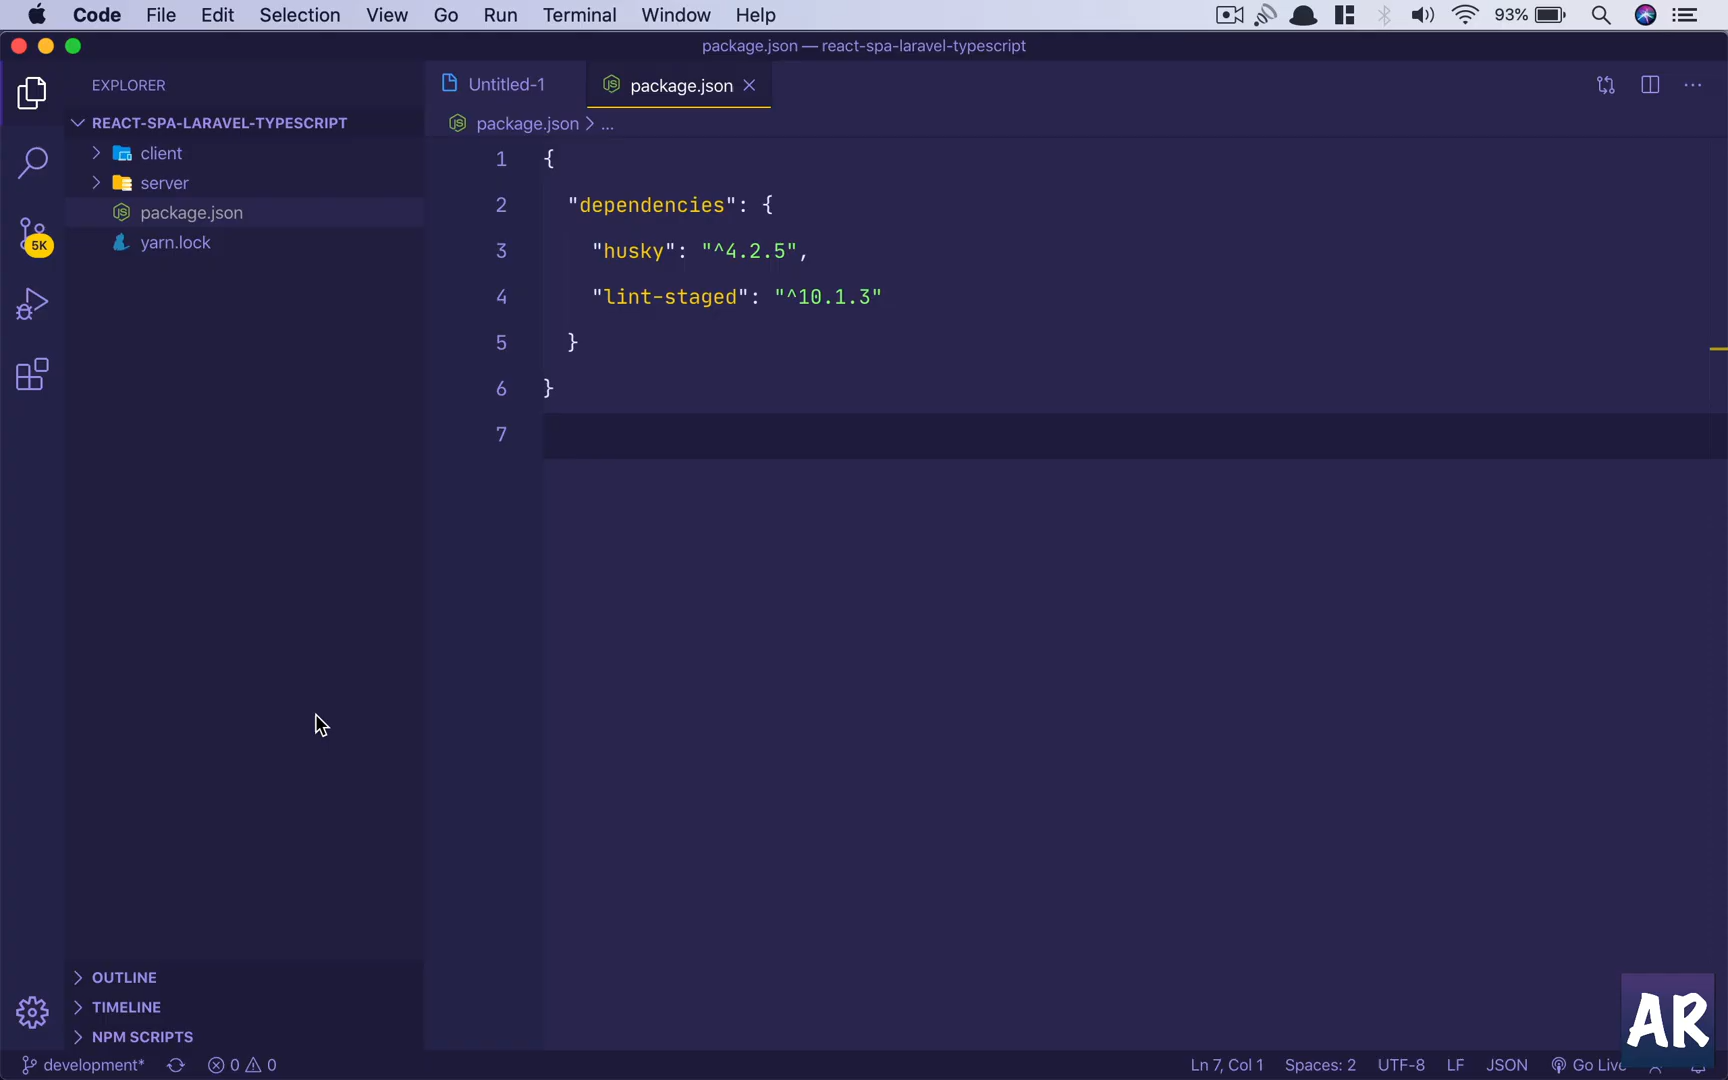 Code File Edit Selection View Go Run Terminal Window Help 93%
package.json — react-spa-laravel-typescript
EXPLORER
REACT-SPA-LARAVEL-TYPESCRIPT
client
server
package.json
yarn.lock
5K
Untitled-1 package.json
package.json > ...
1 {
2 "dependencies": {
3 "husky": "^4.2.5",
4 "lint-staged": "^10.1.3"
5 }
6 }
7
OUTLINE
TIMELINE
NPM SCRIPTS
AR
development* 0 0 Ln 7, Col 1 Spaces: 2 UTF-8 LF JSON Go Live